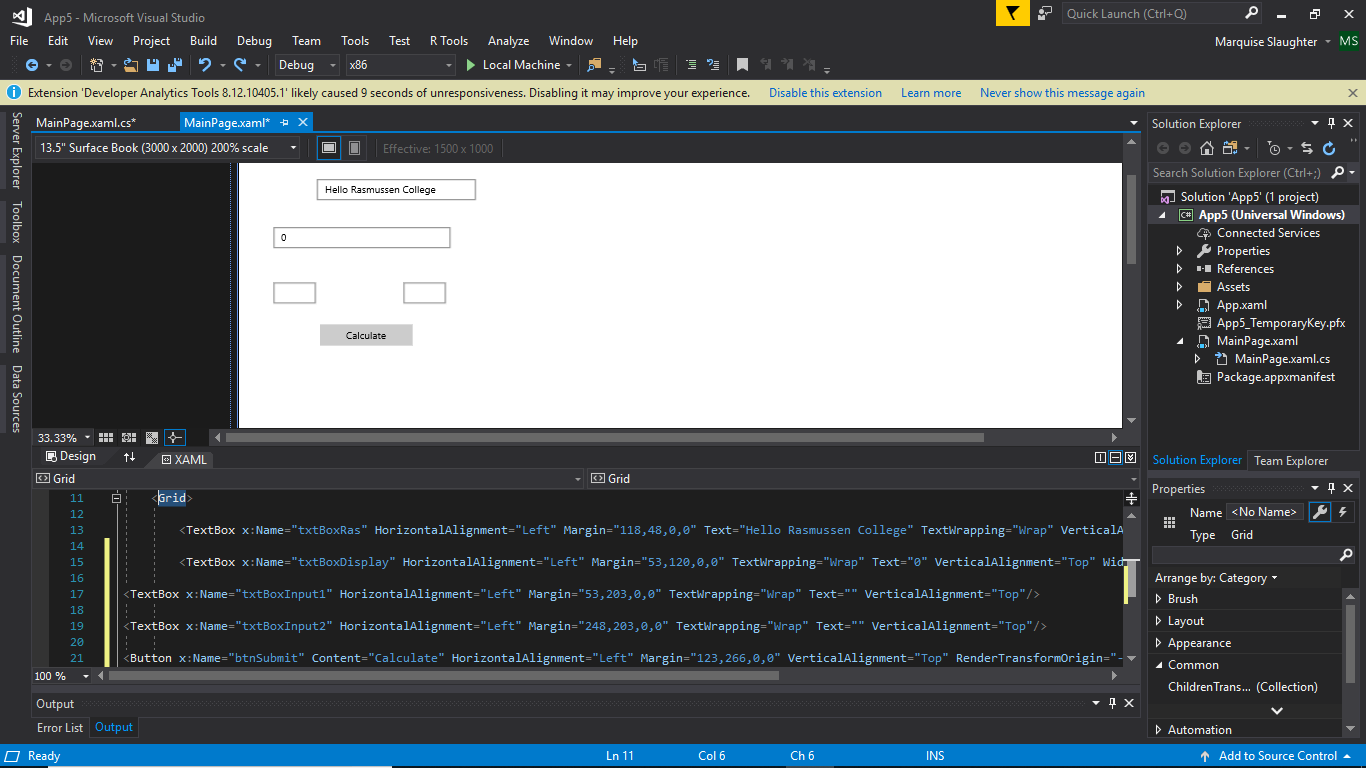 App5 - Microsoft Visual Studio
Quick Launch (Ctrl+Q)
File Edit View Project Build Debug Team Tools Test R Tools Analyze Window Help
Marquise Slaughter MS
Debug x86 Local Machine
Extension 'Developer Analytics Tools 8.12.10405.1' likely caused 9 seconds of unresponsiveness. Disabling it may improve your experience. Disable this extension Learn more Never show this message again
Server Explorer
Toolbox
Document Outline
Data Sources
MainPage.xaml.cs* MainPage.xaml*
13.5" Surface Book (3000 x 2000) 200% scale Effective: 1500 x 1000
Hello Rasmussen College
0
Calculate
33.33%
Design XAML
Grid Grid
11 <Grid>
12
13 <TextBox x:Name="txtBoxRas" HorizontalAlignment="Left" Margin="118,48,0,0" Text="Hello Rasmussen College" TextWrapping="Wrap" VerticalA
14
15 <TextBox x:Name="txtBoxDisplay" HorizontalAlignment="Left" Margin="53,120,0,0" TextWrapping="Wrap" Text="0" VerticalAlignment="Top" Wid
16
17 <TextBox x:Name="txtBoxInput1" HorizontalAlignment="Left" Margin="53,203,0,0" TextWrapping="Wrap" Text="" VerticalAlignment="Top"/>
18
19 <TextBox x:Name="txtBoxInput2" HorizontalAlignment="Left" Margin="248,203,0,0" TextWrapping="Wrap" Text="" VerticalAlignment="Top"/>
20
21 <Button x:Name="btnSubmit" Content="Calculate" HorizontalAlignment="Left" Margin="123,266,0,0" VerticalAlignment="Top" RenderTransformOrigin="-
100 %
Output
Error List Output
Solution Explorer
Search Solution Explorer (Ctrl+;)
Solution 'App5' (1 project)
C# App5 (Universal Windows)
Connected Services
Properties
References
Assets
App.xaml
App5_TemporaryKey.pfx
MainPage.xaml
MainPage.xaml.cs
Package.appxmanifest
Solution Explorer Team Explorer
Properties
Name <No Name>
Type Grid
Arrange by: Category
Brush
Layout
Appearance
Common
ChildrenTrans... (Collection)
Automation
Ready Ln 11 Col 6 Ch 6 INS Add to Source Control